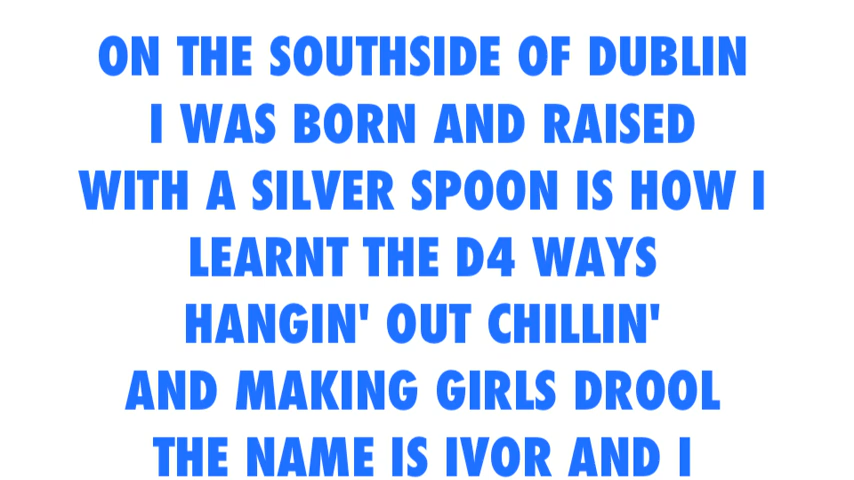 ON THE SOUTHSIDE OF DUBLIN
I WAS BORN AND RAISED
WITH A SILVER SPOON IS HOW I
LEARNT THE D4 WAYS
HANGIN' OUT CHILLIN'
AND MAKING GIRLS DROOL
THE NAME IS IVOR AND I